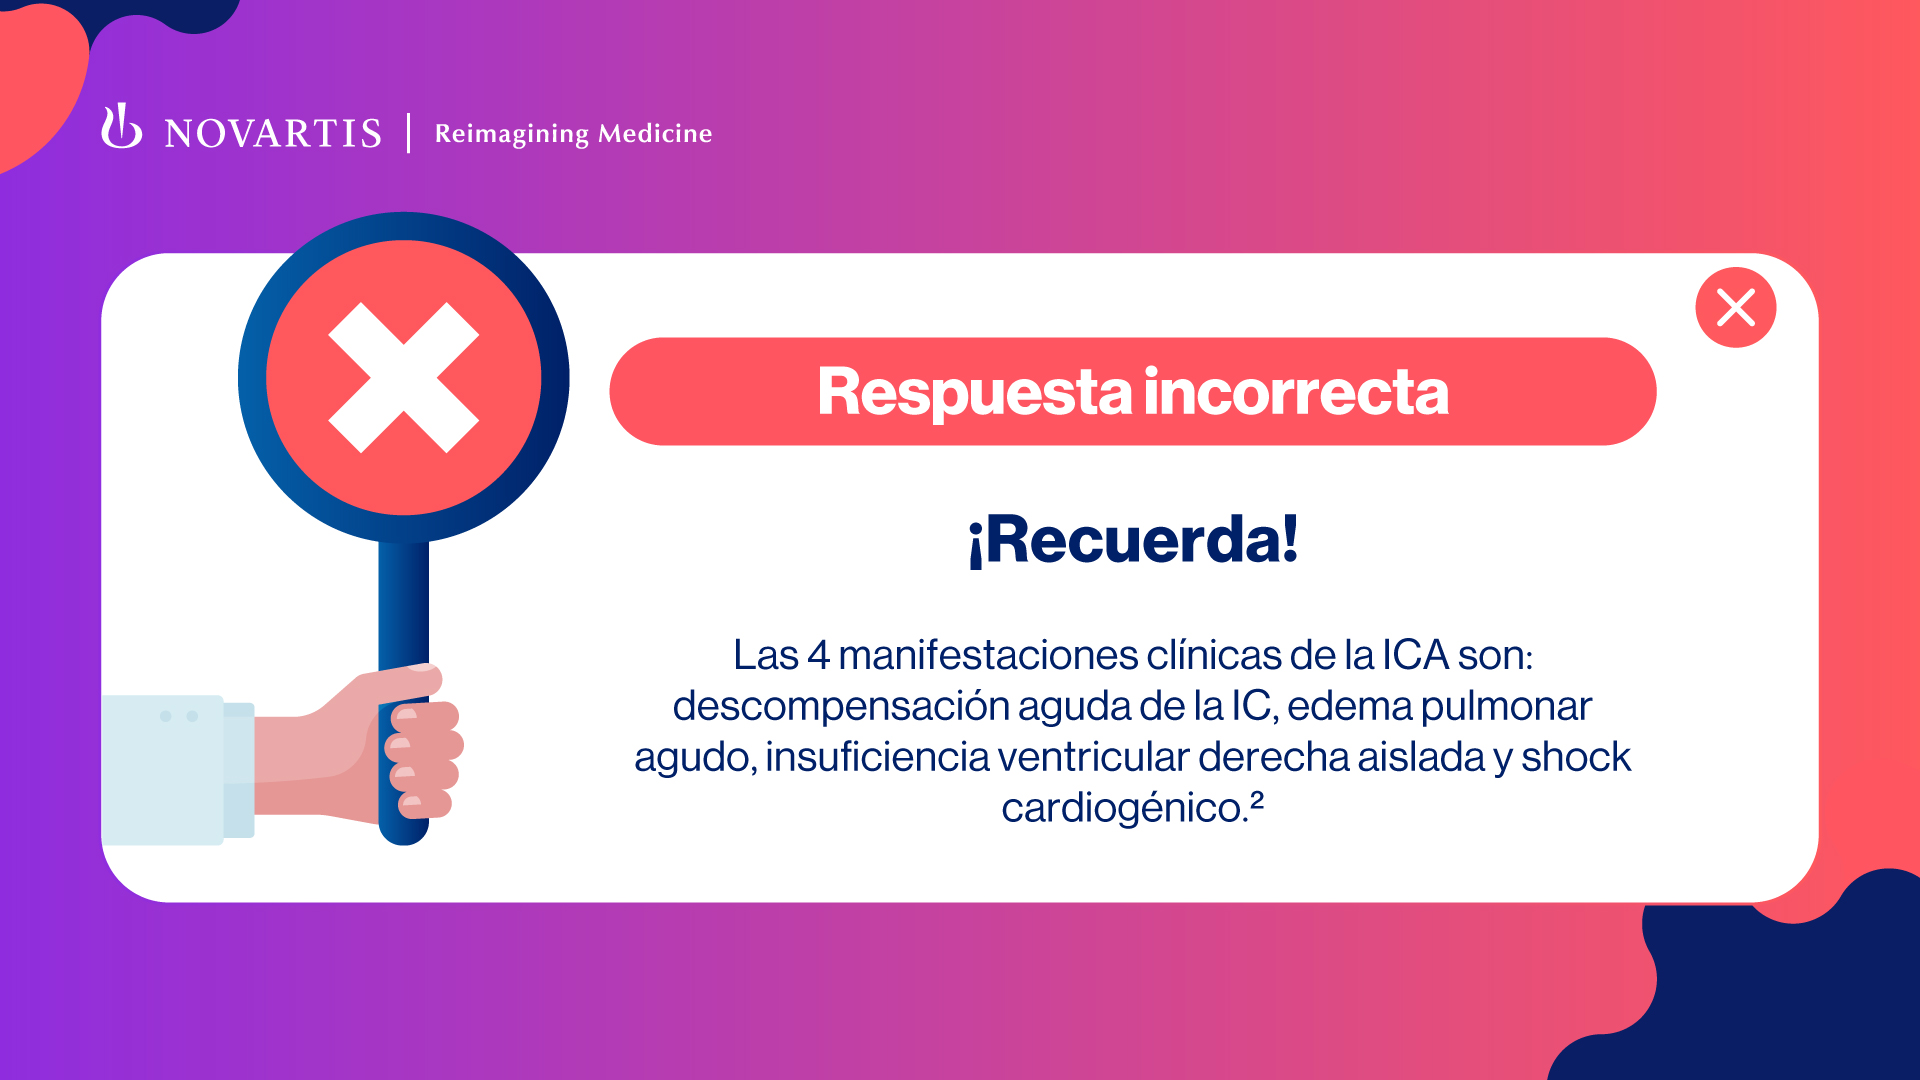 NOVARTIS | Reimagining Medicine
Respuesta incorrecta
¡Recuerda!
Las 4 manifestaciones clínicas de la ICA son:
descompensación aguda de la IC, edema pulmonar
agudo, insuficiencia ventricular derecha aislada y shock
cardiogénico.²